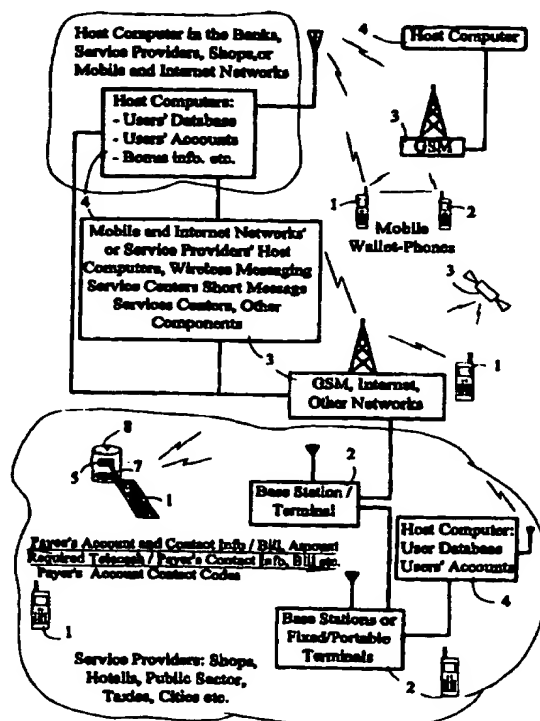 Host Computer in the Banks,
Service Providers, Shops,or
Mobile and Internet Networks
Host Computers:
- Users' Database
- Users' Accounts
- Bonus info. etc.
4
4
Host Computer
3
GSM
1
2
Mobile
Wallet-Phones
3
1
Mobile and Internet Networks'
or Service Providers' Host
Computers, Wireless Messaging
Service Centers Short Message
Services Centers, Other
Components
3
GSM, Internet,
Other Networks
8
5
7
1
2
Base Station /
Terminal
Payer's Account and Contact Info / Bill, Amount
Required Telecash / Payer's Contact Info, Bill etc.
Payer's Account Contact Codes
1
Host Computer:
User Database
Users' Accounts
4
Base Stations or
Fixed/Portable
Terminals
2
Service Providers: Shops,
Hotells, Public Sector,
Taxies, Cities etc.